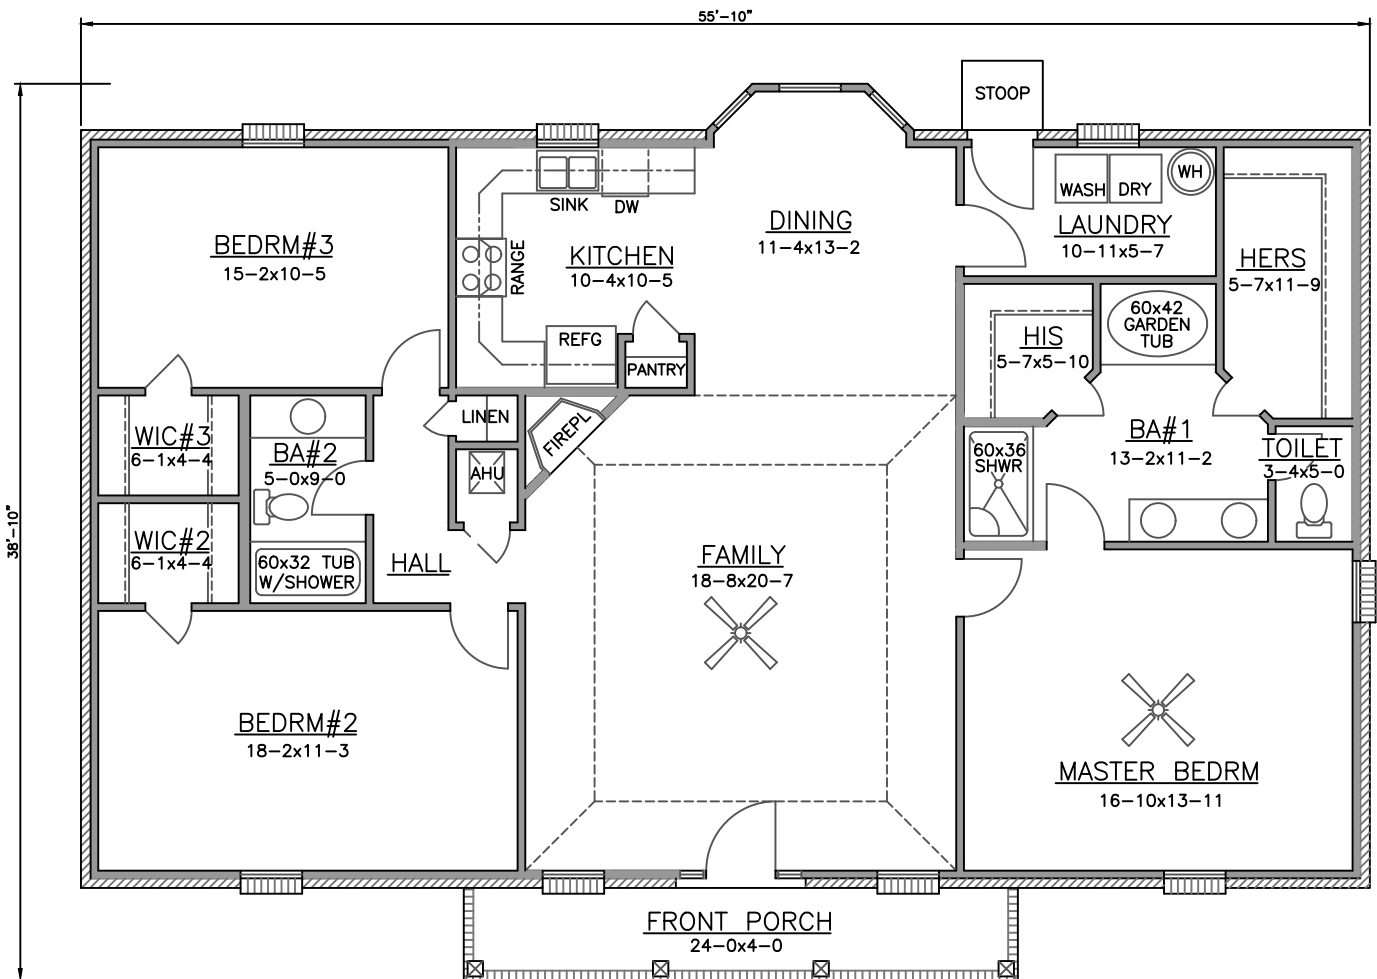 55'-10"
STOOP
WASH
DRY
WH
SINK
DW
DINING
11-4x13-2
LAUNDRY
10-11x5-7
BEDRM#3
15-2x10-5
RANGE
KITCHEN
10-4x10-5
HERS
5-7x11-9
60x42
GARDEN
TUB
HIS
5-7x5-10
REFG
PANTRY
LINEN
FIREPL
WIC#3
6-1x4-4
BA#2
5-0x9-0
AHU
60x36
SHWR
BA#1
13-2x11-2
TOILET
3-4x5-0
38'-10"
WIC#2
6-1x4-4
60x32 TUB
W/SHOWER
HALL
FAMILY
18-8x20-7
BEDRM#2
18-2x11-3
MASTER BEDRM
16-10x13-11
FRONT PORCH
24-0x4-0